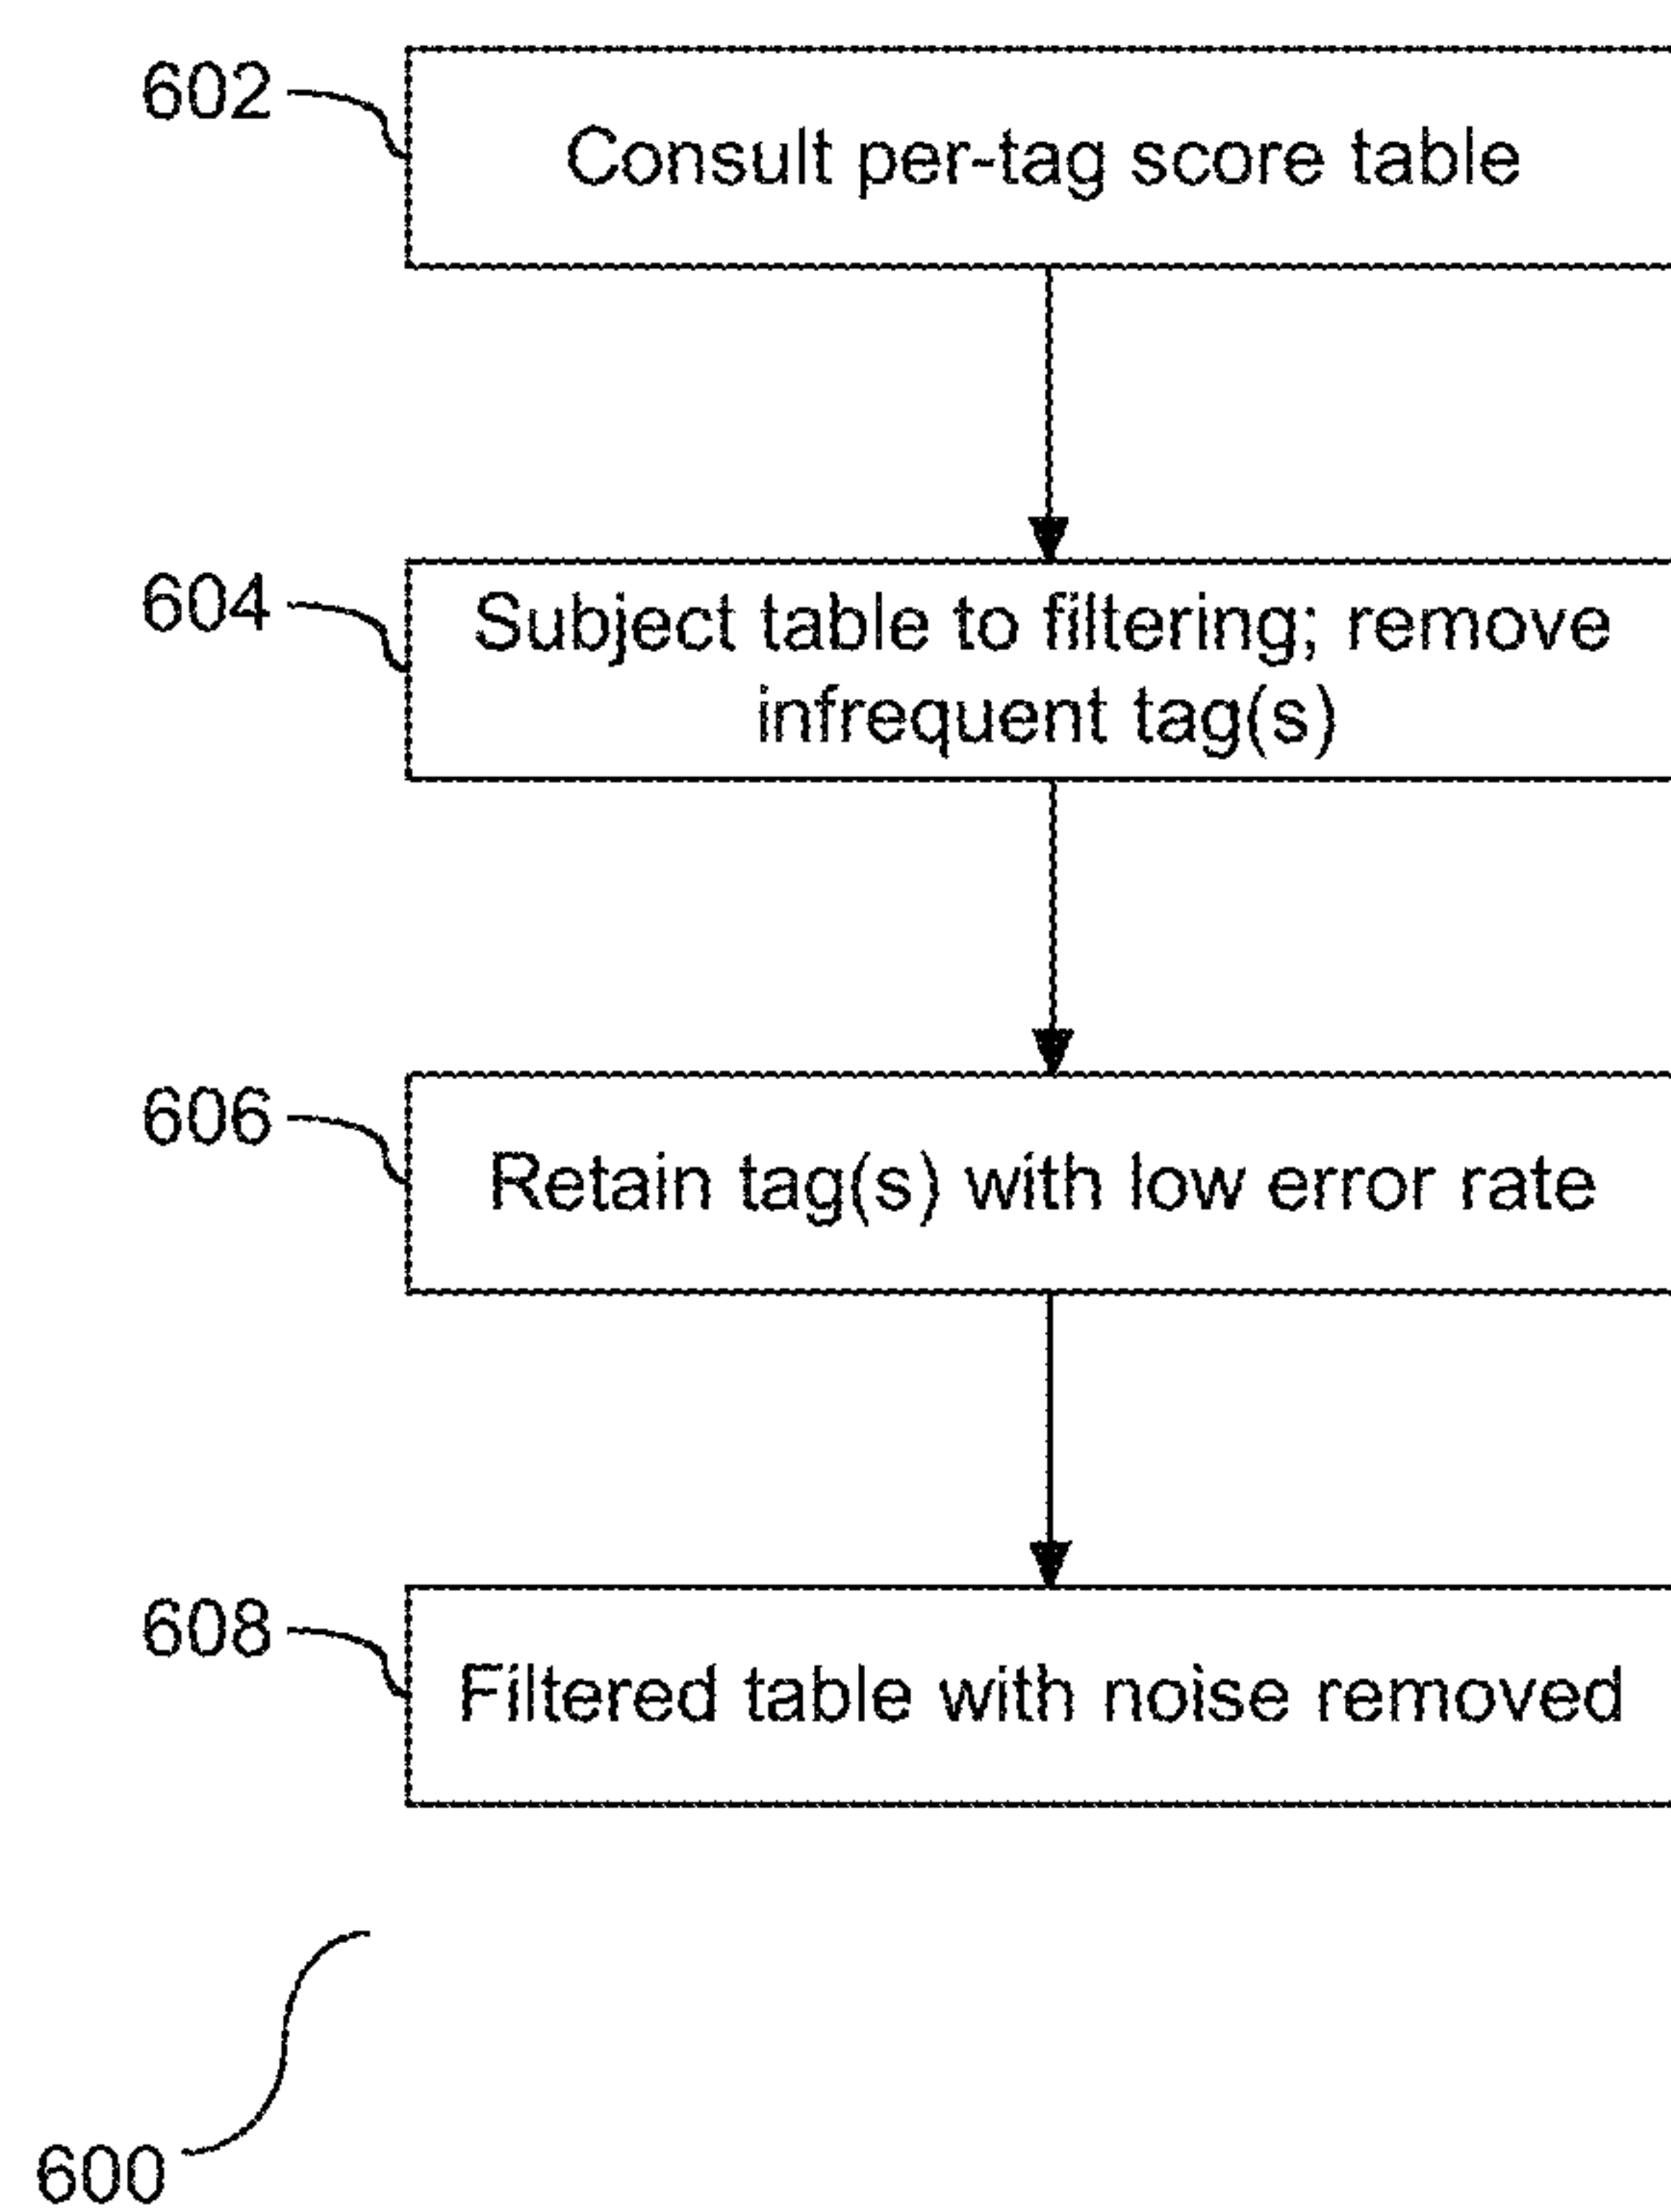 602
Consult per-tag score table
604
Subject table to filtering; remove
infrequent tag(s)
606
Retain tag(s) with low error rate
608
Filtered table with noise removed
600